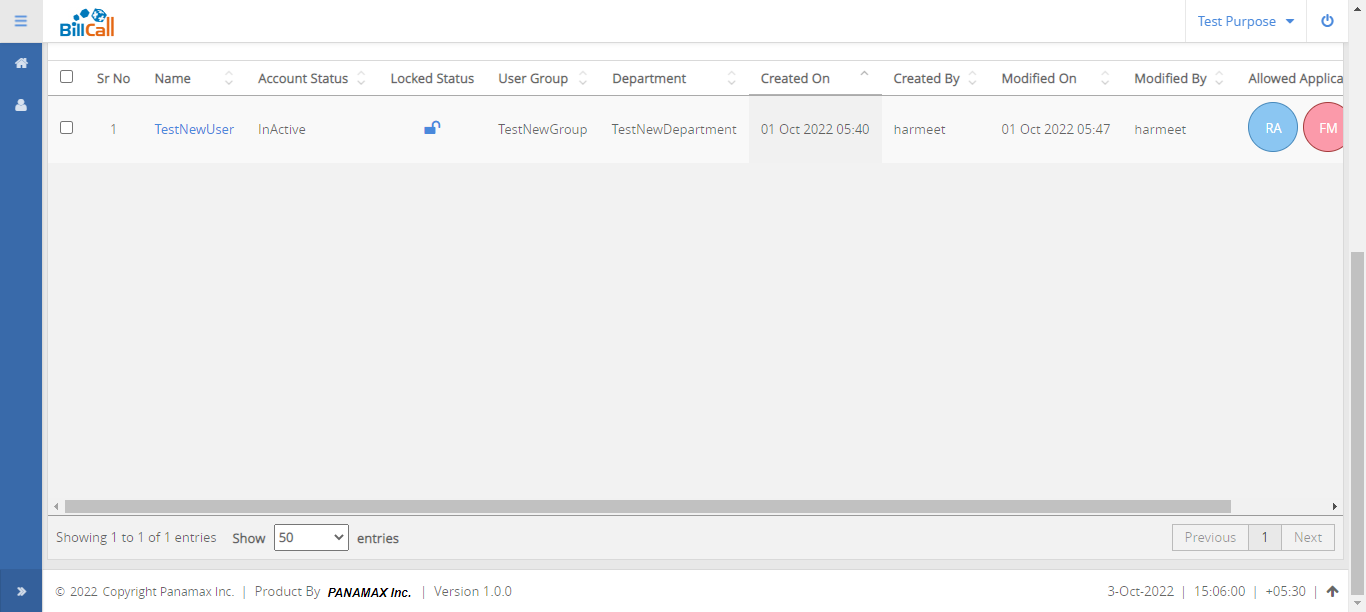 BillCall
Test Purpose
Sr No Name Account Status Locked Status User Group Department Created On Created By Modified On Modified By Allowed Applica
1 TestNewUser InActive TestNewGroup TestNewDepartment 01 Oct 2022 05:40 harmeet 01 Oct 2022 05:47 harmeet RA FM
Showing 1 to 1 of 1 entries Show 50 entries Previous 1 Next
© 2022 Copyright Panamax Inc. | Product By PANAMAX Inc. | Version 1.0.0 3-Oct-2022 | 15:06:00 | +05:30 |